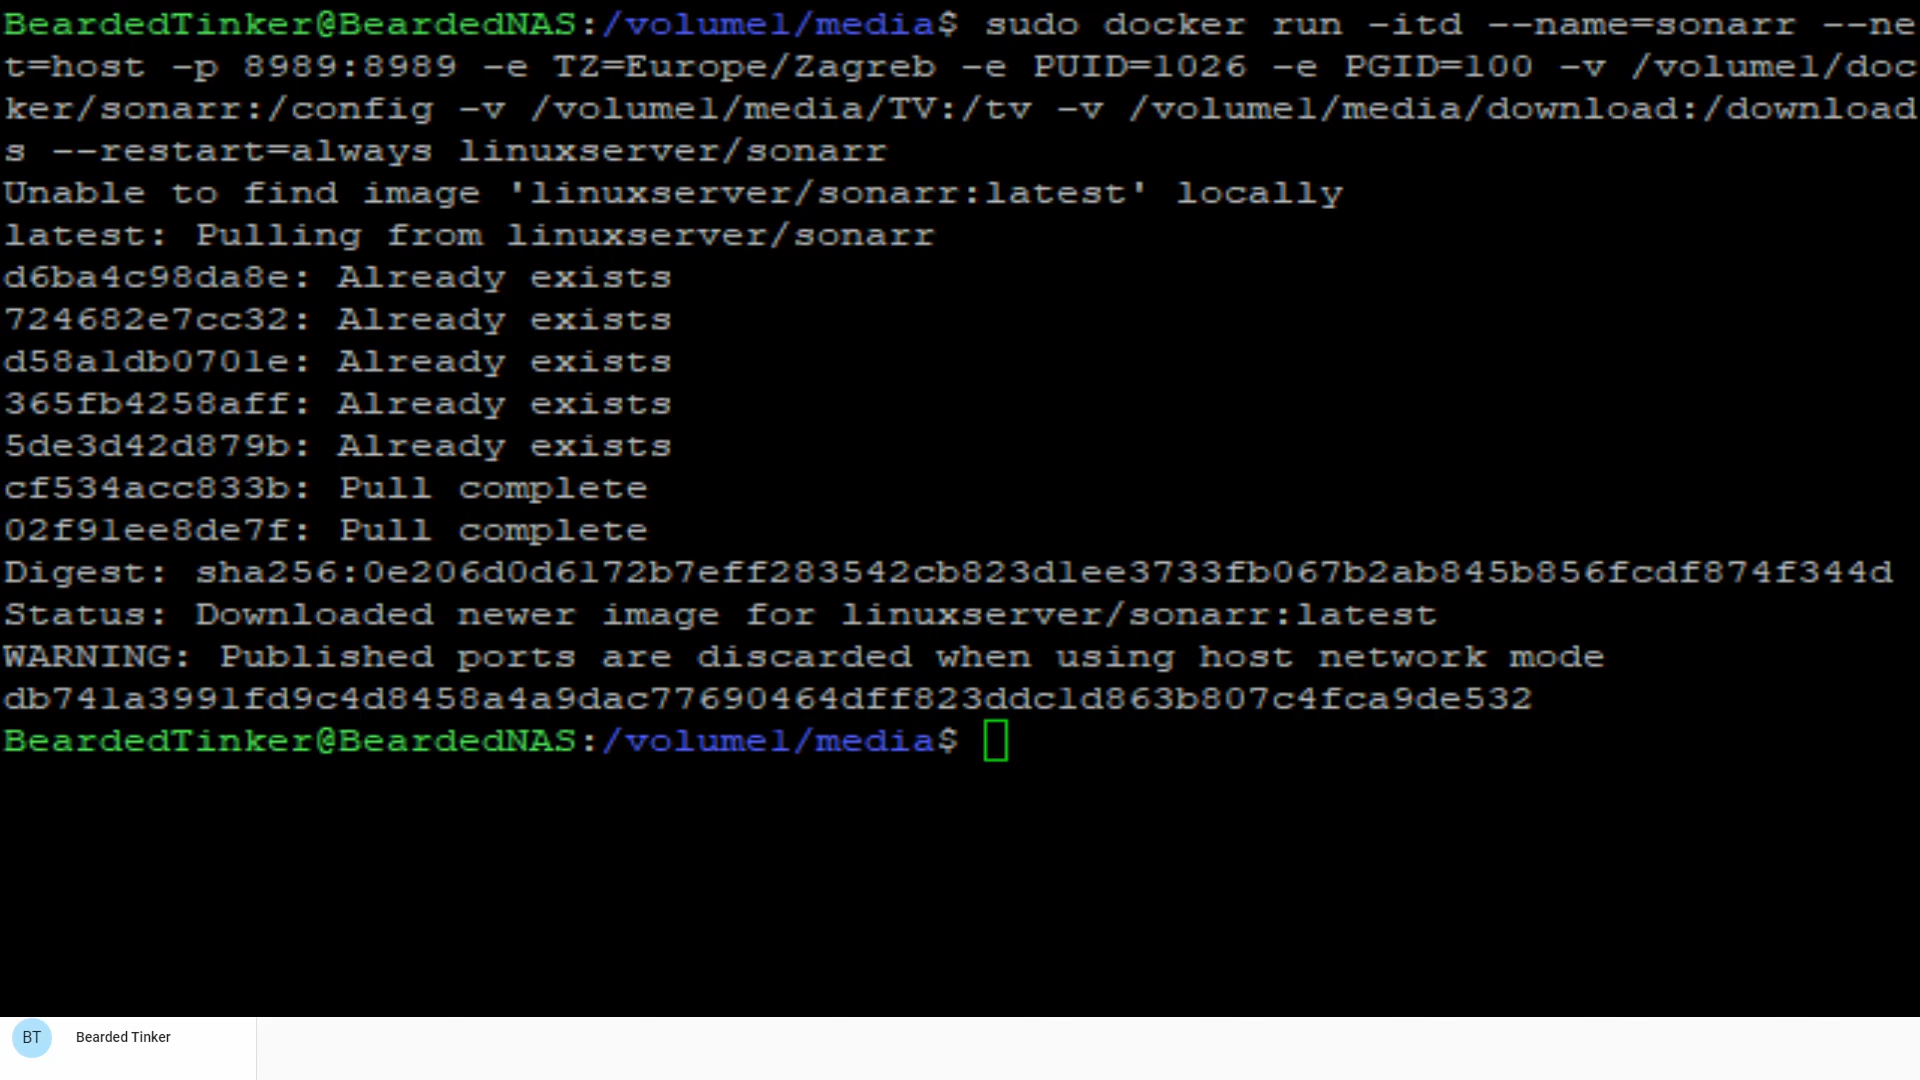 BeardedTinker@BeardedNAS:/volume1/media$ sudo docker run -itd --name=sonarr --ne
t=host -p 8989:8989 -e TZ=Europe/Zagreb -e PUID=1026 -e PGID=100 -v /volume1/doc
ker/sonarr:/config -v /volume1/media/TV:/tv -v /volume1/media/download:/download
s --restart=always linuxserver/sonarr
Unable to find image 'linuxserver/sonarr:latest' locally
latest: Pulling from linuxserver/sonarr
d6ba4c98da8e: Already exists
724682e7cc32: Already exists
d58a1db0701e: Already exists
365fb4258aff: Already exists
5de3d42d879b: Already exists
cf534acc833b: Pull complete
02f91ee8de7f: Pull complete
Digest: sha256:0e206d0d6172b7eff283542cb823d1ee3733fb067b2ab845b856fcdf874f344d
Status: Downloaded newer image for linuxserver/sonarr:latest
WARNING: Published ports are discarded when using host network mode
db741a3991fd9c4d8458a4a9dac77690464dff823ddc1d863b807c4fca9de532
BeardedTinker@BeardedNAS:/volume1/media$
BT Bearded Tinker